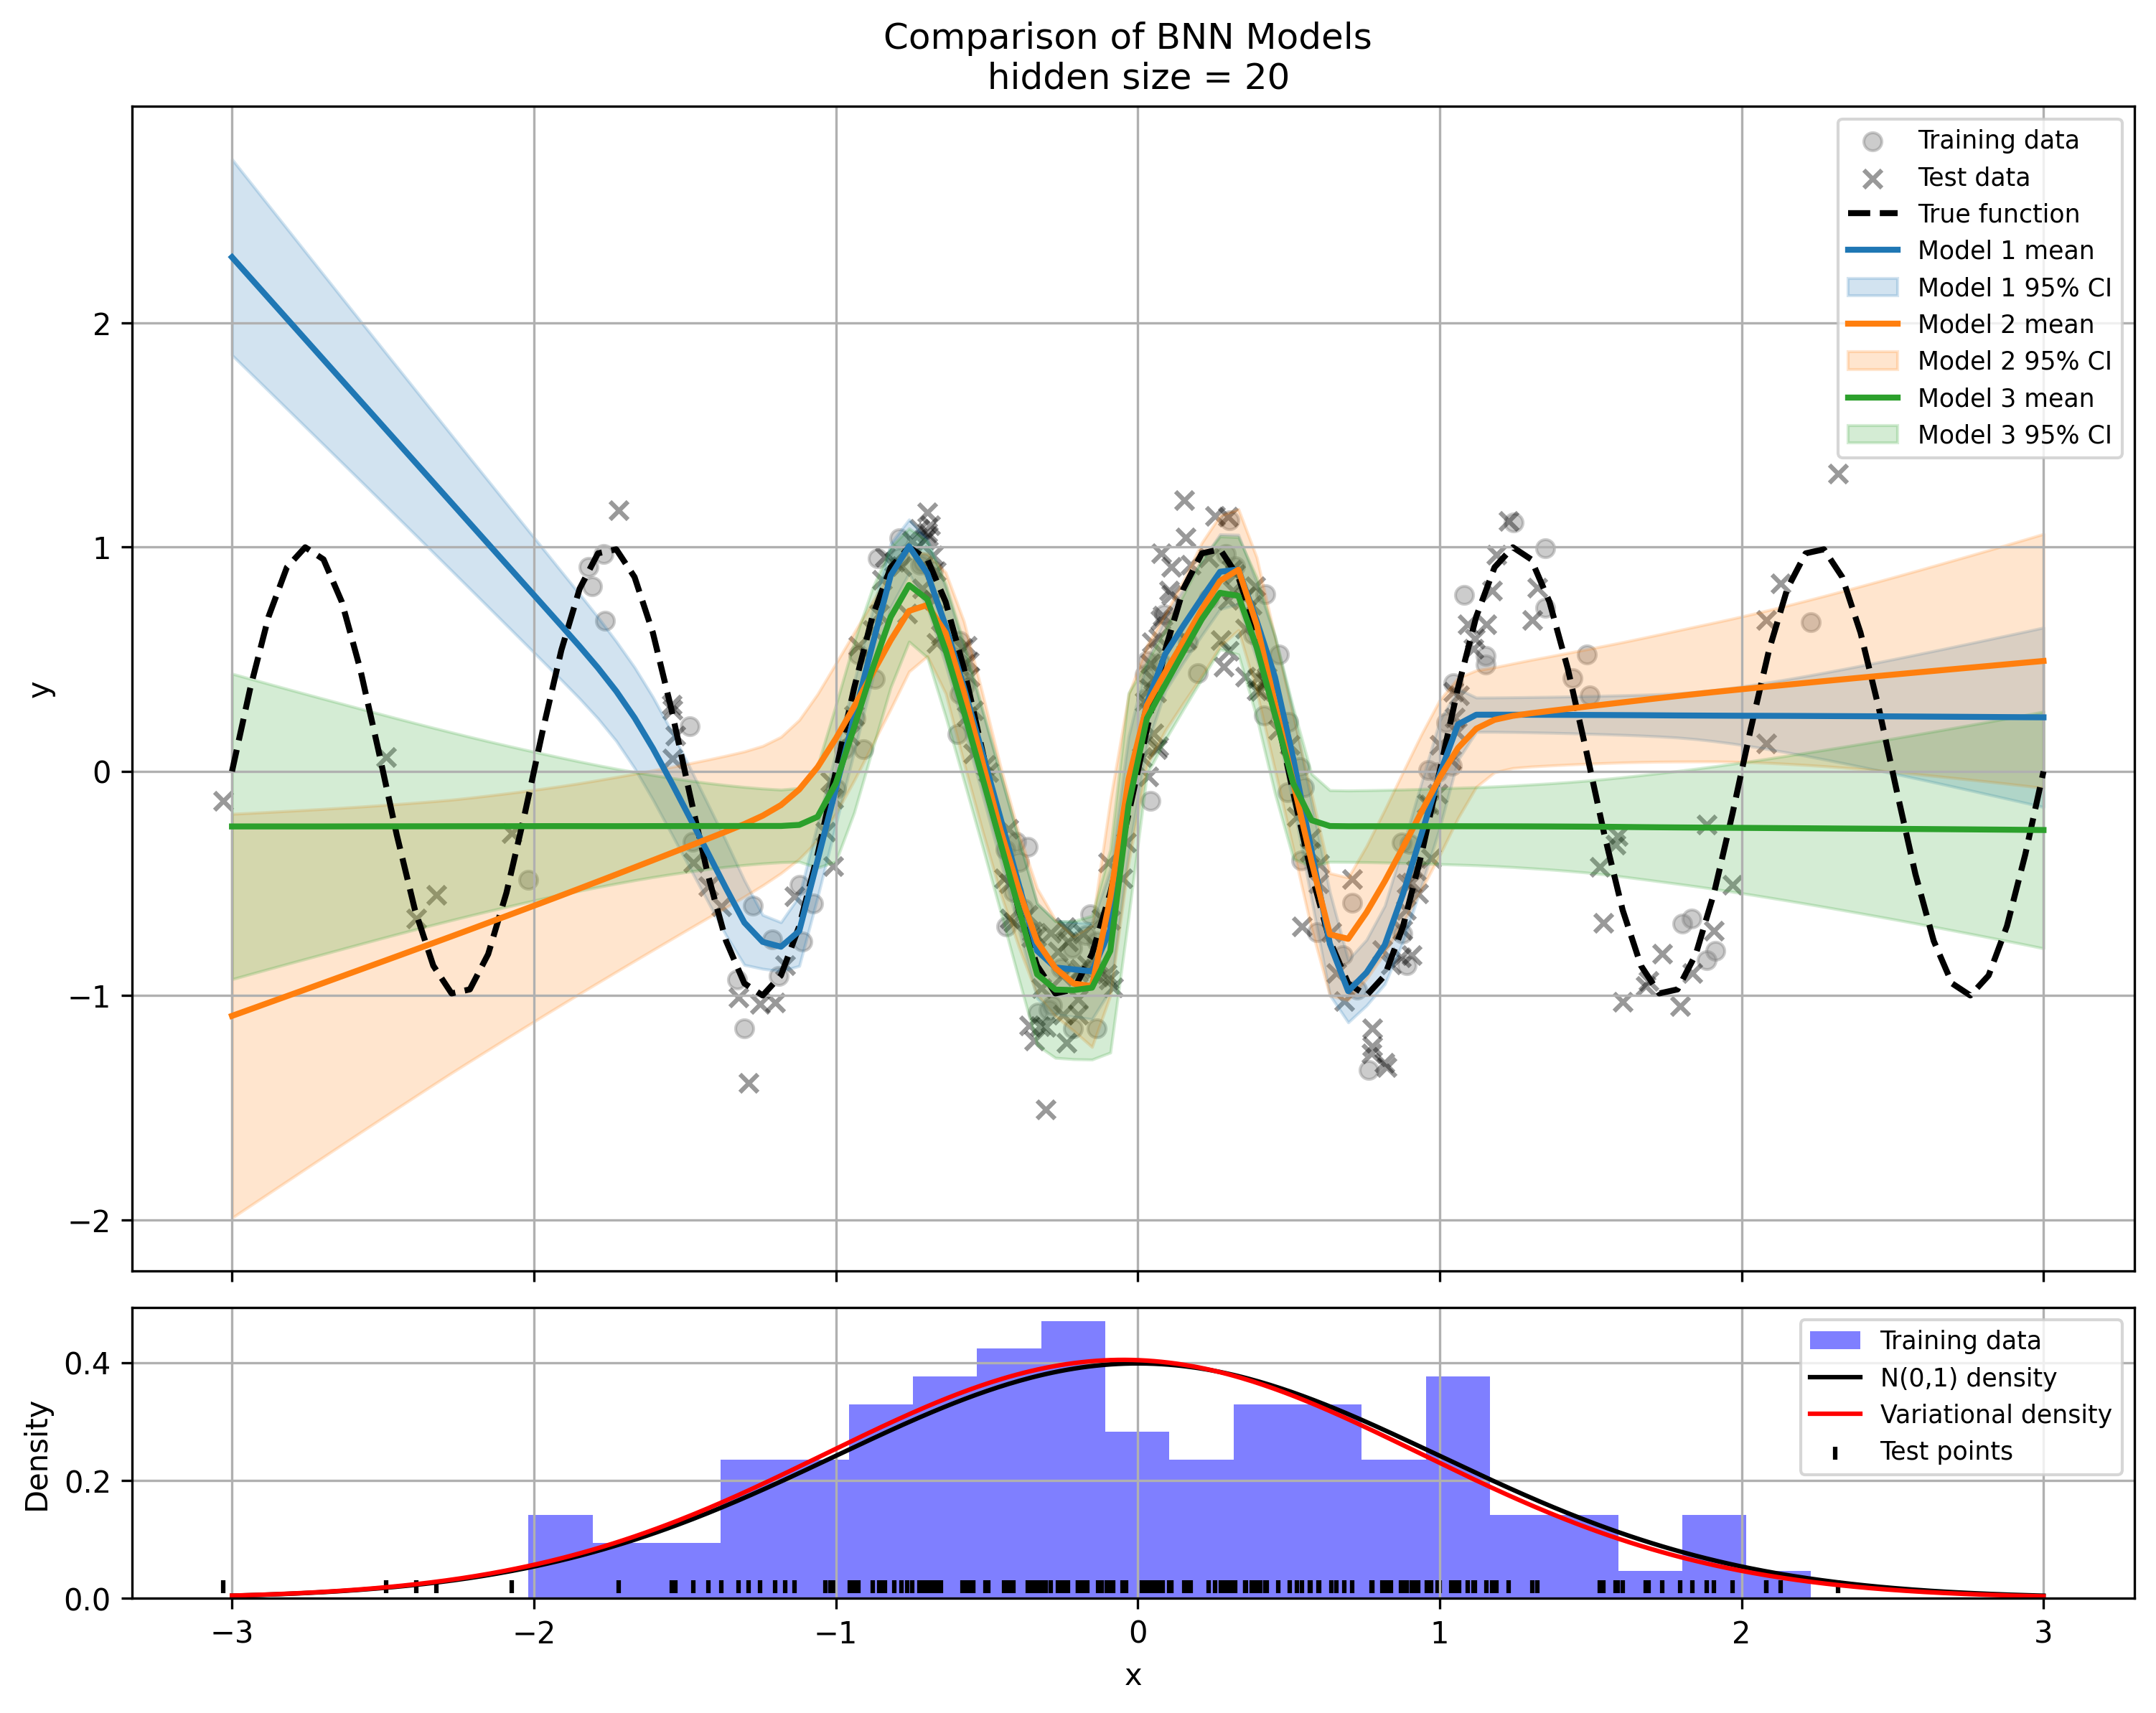 Comparison of BNN Models
hidden size = 20
Training data
Test data
True function
Model 1 mean
Model 1 95% CI
Model 2 mean
Model 2 95% CI
Model 3 mean
Model 3 95% CI
2
1
0
−1
−2
y
Training data
N(0,1) density
Variational density
Test points
0.4
0.2
0.0
Density
−3
−2
−1
0
1
2
3
x